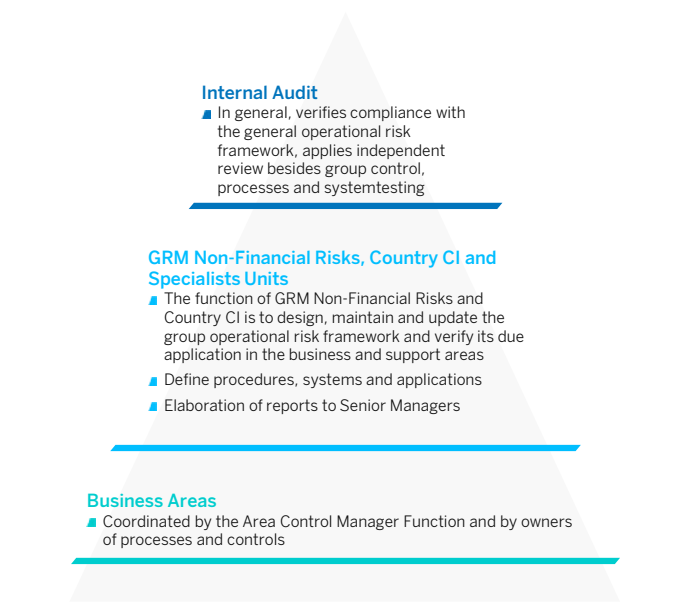 Internal Audit
In general, verifies compliance with
the general operational risk
framework, applies independent
review besides group control,
processes and systemtesting
GRM Non-Financial Risks, Country CI and
Specialists Units
The function of GRM Non-Financial Risks and
Country CI is to design, maintain and update the
group operational risk framework and verify its due
application in the business and support areas
Define procedures, systems and applications
Elaboration of reports to Senior Managers
Business Areas
Coordinated by the Area Control Manager Function and by owners
of processes and controls